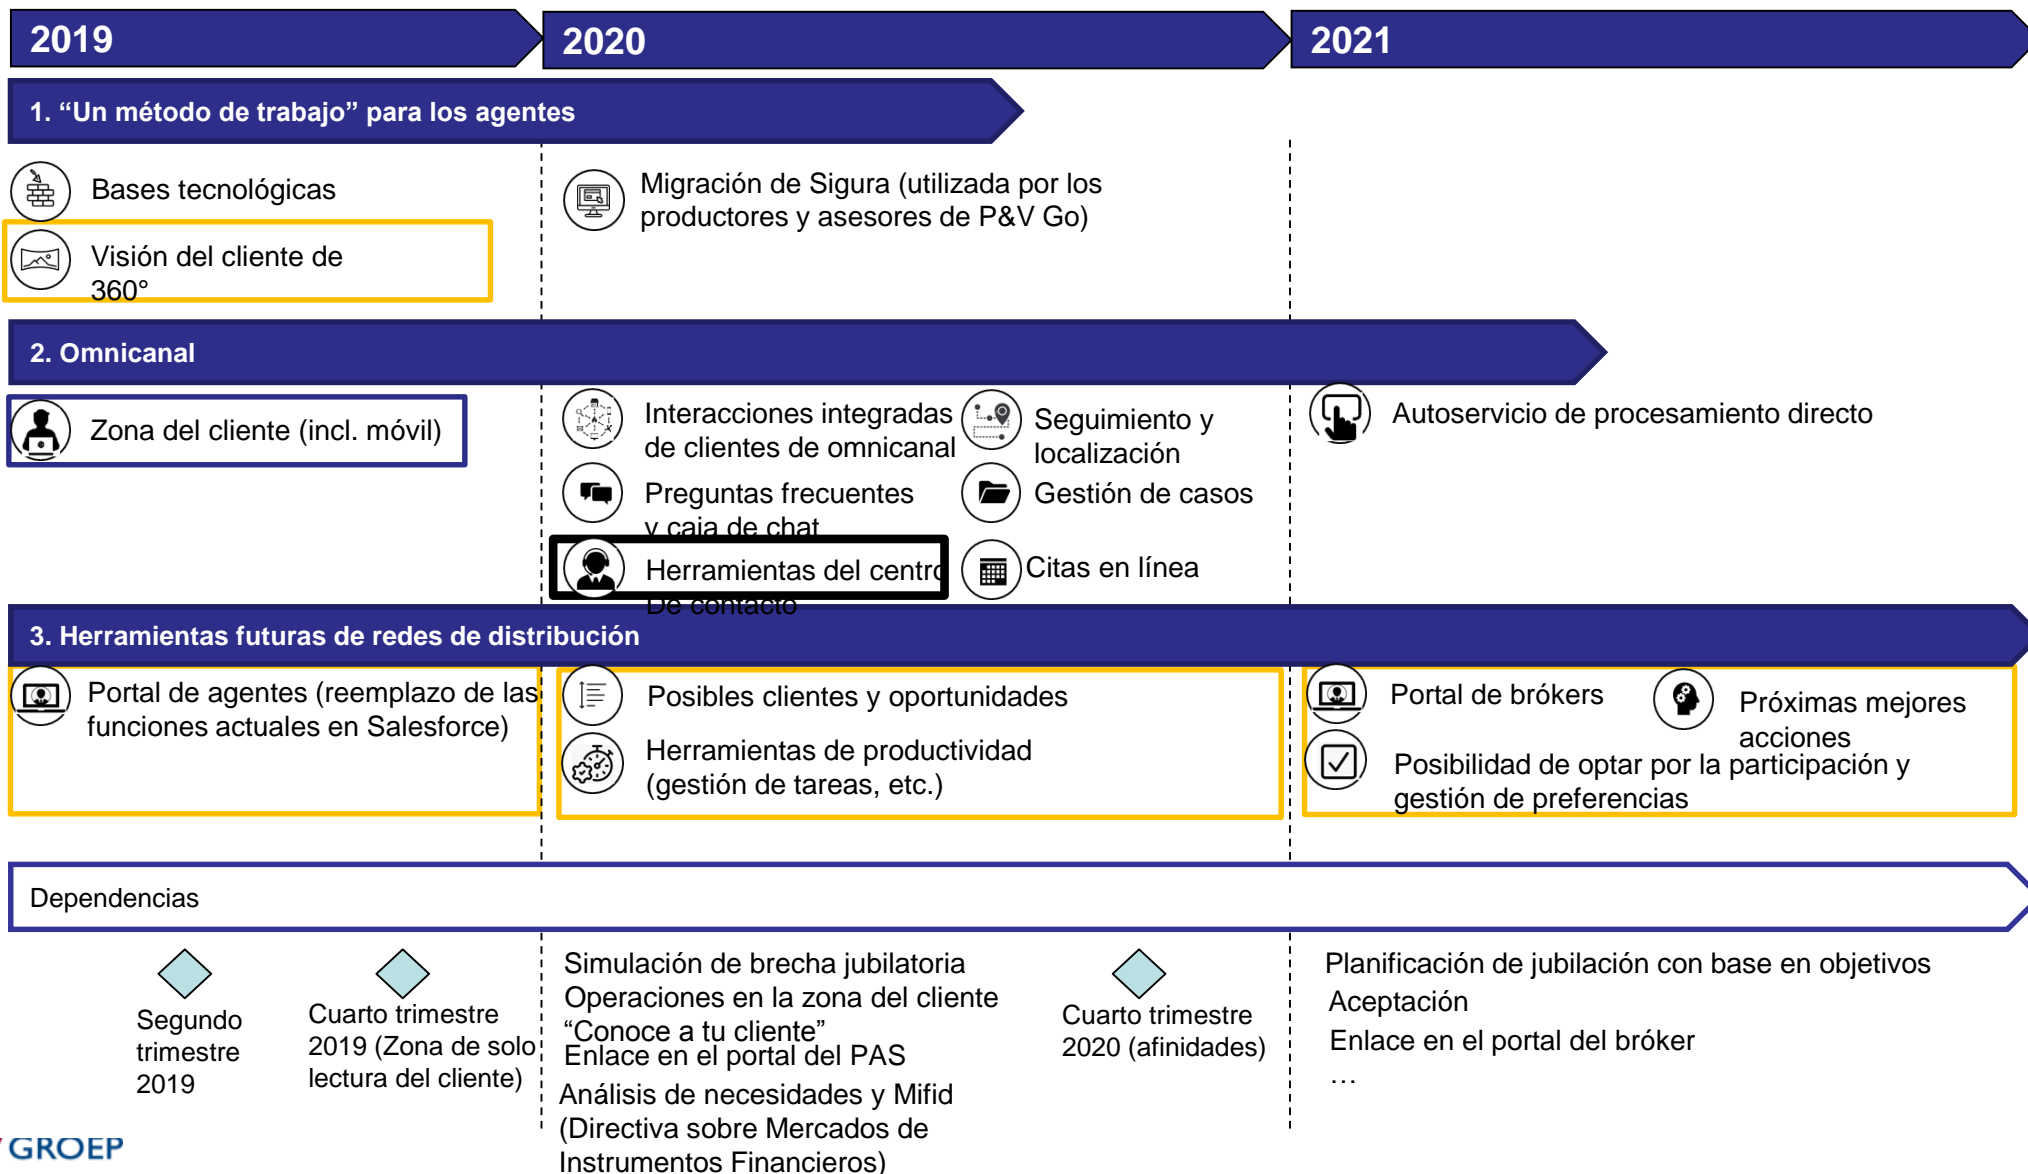 2019
2020
2021
1. “Un método de trabajo” para los agentes
Bases tecnológicas
Visión del cliente de
360°
Migración de Sigura (utilizada por los
productores y asesores de P&V Go)
2. Omnicanal
Zona del cliente (incl. móvil)
Interacciones integradas
de clientes de omnicanal
Preguntas frecuentes
y caja de chat
Herramientas del centro
De contacto
Seguimiento y
localización
Gestión de casos
Citas en línea
Autoservicio de procesamiento directo
3. Herramientas futuras de redes de distribución
Portal de agentes (reemplazo de las
funciones actuales en Salesforce)
Posibles clientes y oportunidades
Herramientas de productividad
(gestión de tareas, etc.)
Portal de brókers
Próximas mejores
acciones
Posibilidad de optar por la participación y
gestión de preferencias
Dependencias
Segundo
trimestre
2019
Cuarto trimestre
2019 (Zona de solo
lectura del cliente)
Simulación de brecha jubilatoria
Operaciones en la zona del cliente
“Conoce a tu cliente”
Enlace en el portal del PAS
Análisis de necesidades y Mifid
(Directiva sobre Mercados de
Instrumentos Financieros)
Cuarto trimestre
2020 (afinidades)
Planificación de jubilación con base en objetivos
Aceptación
Enlace en el portal del bróker
…
GROEP